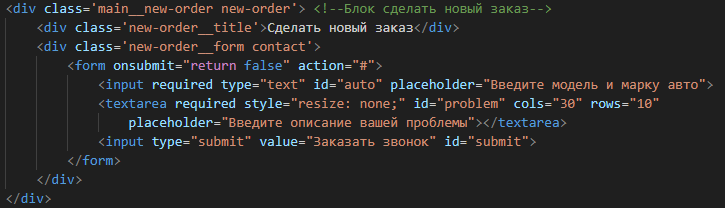 <div class='main__new-order new-order'> <!--Блок сделать новый заказ-->
<div class='new-order__title'>Сделать новый заказ</div>
<div class='new-order__form contact'>
<form onsubmit="return false" action="#">
<input required type="text" id="auto" placeholder="Введите модель и марку авто">
<textarea required style="resize: none;" id="problem" cols="30" rows="10"
placeholder="Введите описание вашей проблемы"></textarea>
<input type="submit" value="Заказать звонок" id="submit">
</form>
</div>
</div>